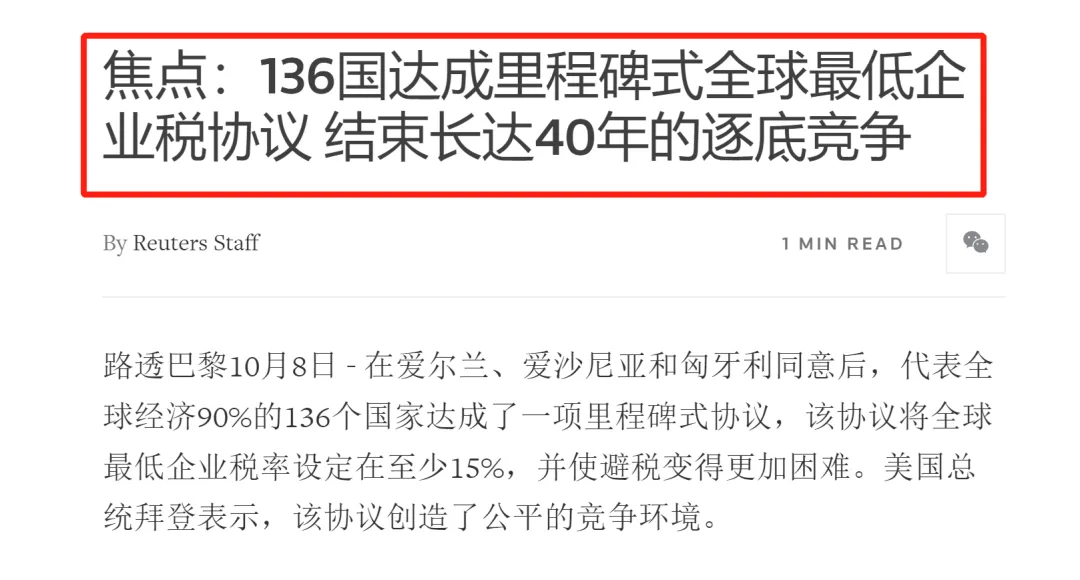 焦点：136国达成里程碑式全球最低企
业税协议 结束长达40年的逐底竞争
By Reuters Staff
1 MIN READ
路透巴黎10月8日 - 在爱尔兰、爱沙尼亚和匈牙利同意后，代表全
球经济90%的136个国家达成了一项里程碑式协议，该协议将全球
最低企业税率设定在至少15%，并使避税变得更加困难。美国总
统拜登表示，该协议创造了公平的竞争环境。